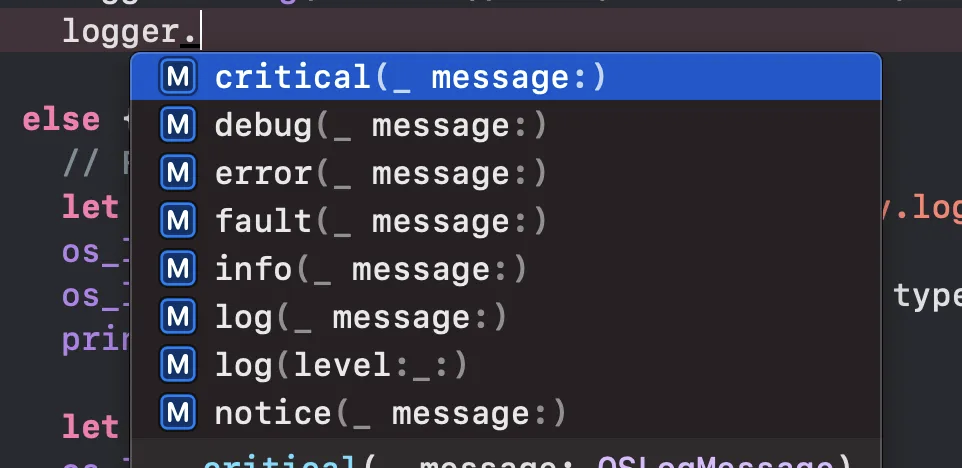 logger.
M critical(_ message:)
else {
M debug(_ message:)
//
M error(_ message:)
let
M fault(_ message:)
y.log
os_
M info(_ message:)
os_
type
M log(_ message:)
prin
M log(level:_:)
let
M notice(_ message:)
critical(_ message: OSLogMessage)